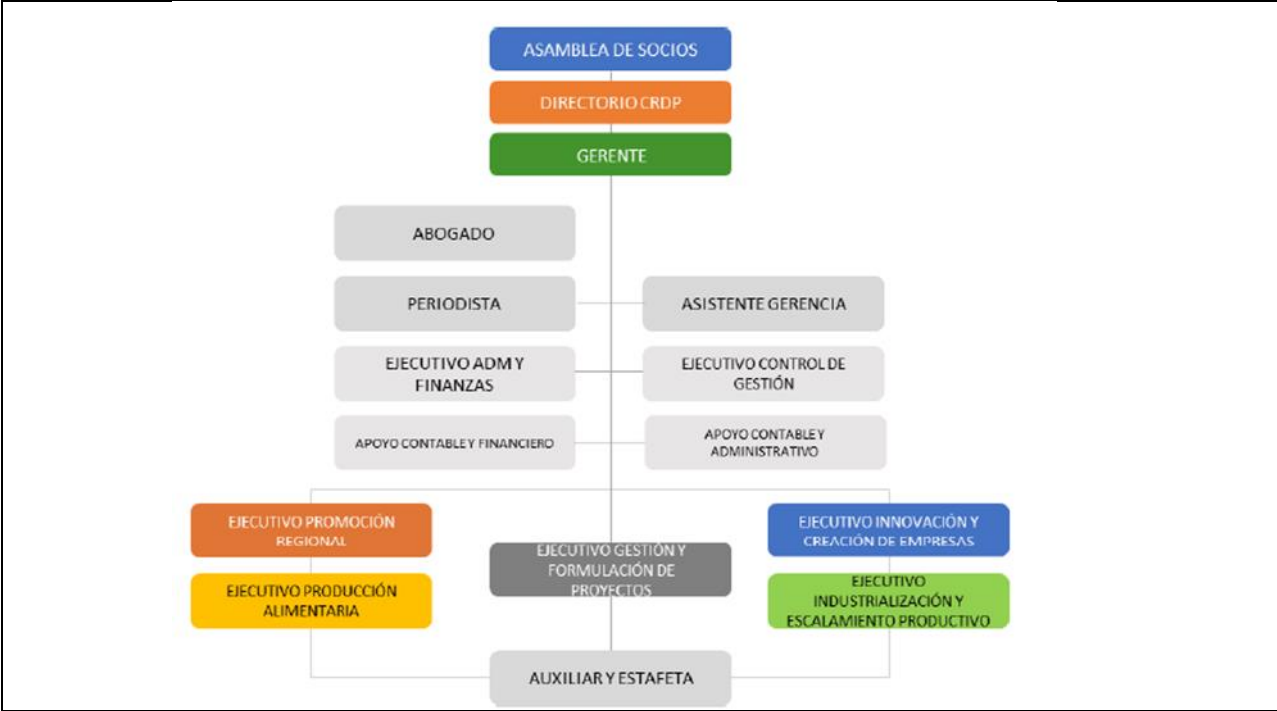 ASAMBLEA DE SOCIOS
DIRECTORIO CRDP
GERENTE
ABOGADO
PERIODISTA
ASISTENTE GERENCIA
EJECUTIVO ADM Y
FINANZAS
EJECUTIVO CONTROL DE
GESTIÓN
APOYO CONTABLE Y FINANCIERO
APOYO CONTABLE Y
ADMINISTRATIVO
EJECUTIVO PROMOCIÓN
REGIONAL
EJECUTIVO INNOVACIÓN Y
CREACIÓN DE EMPRESAS
EJECUTIVO GESTIÓN Y
FORMULACIÓN DE
PROYECTOS
EJECUTIVO PRODUCCIÓN
ALIMENTARIA
EJECUTIVO
INDUSTRIALIZACIÓN Y
ESCALAMIENTO PRODUCTIVO
AUXILIAR Y ESTAFETA